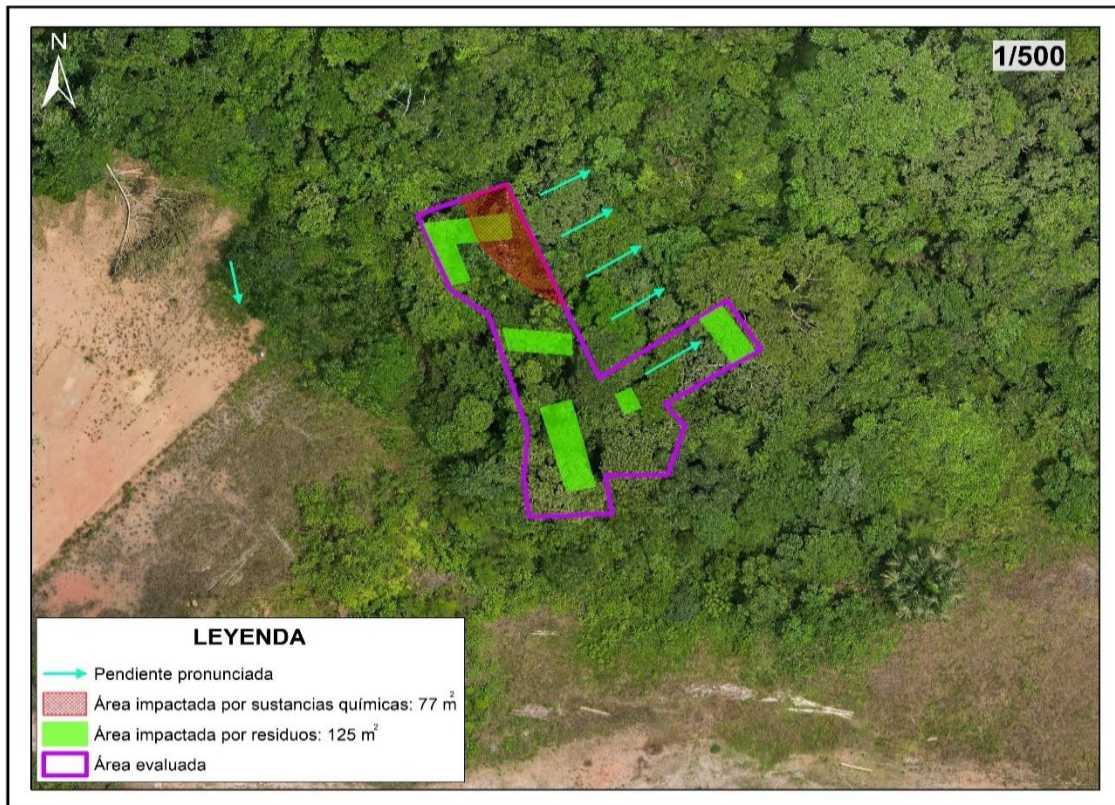 N
1/500
LEYENDA
Pendiente pronunciada
Área impactada por sustancias químicas: 77 m²
Área impactada por residuos: 125 m²
Área evaluada